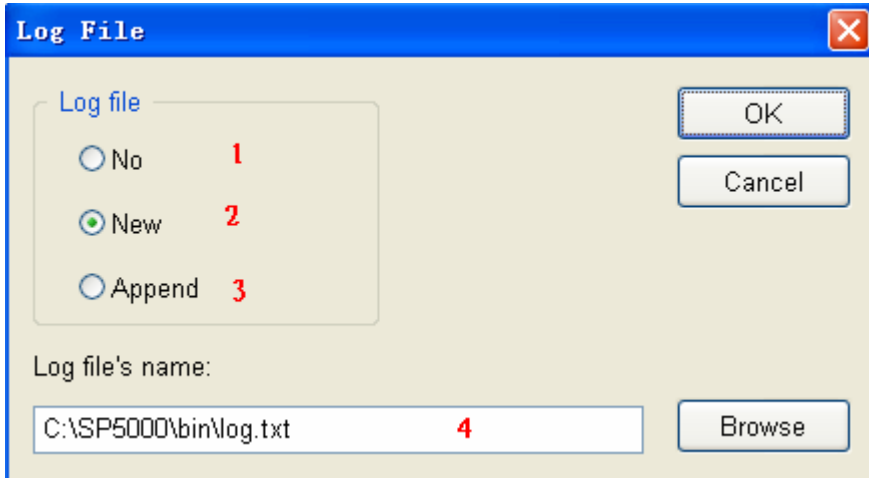 Log File
Log file
OK
No 1
Cancel
New 2
Append 3
Log file's name:
C:\SP5000\bin\log.txt 4
Browse